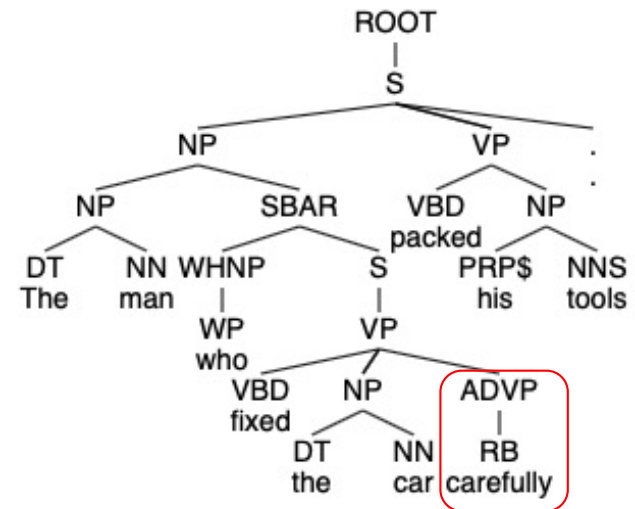 ROOT
S
NP VP .
NP SBAR VBD NP .
packed
DT NN WHNP S PRP$ NNS
The man his tools
WP VP
who
VBD NP ADVP
fixed
DT NN RB
the car carefully